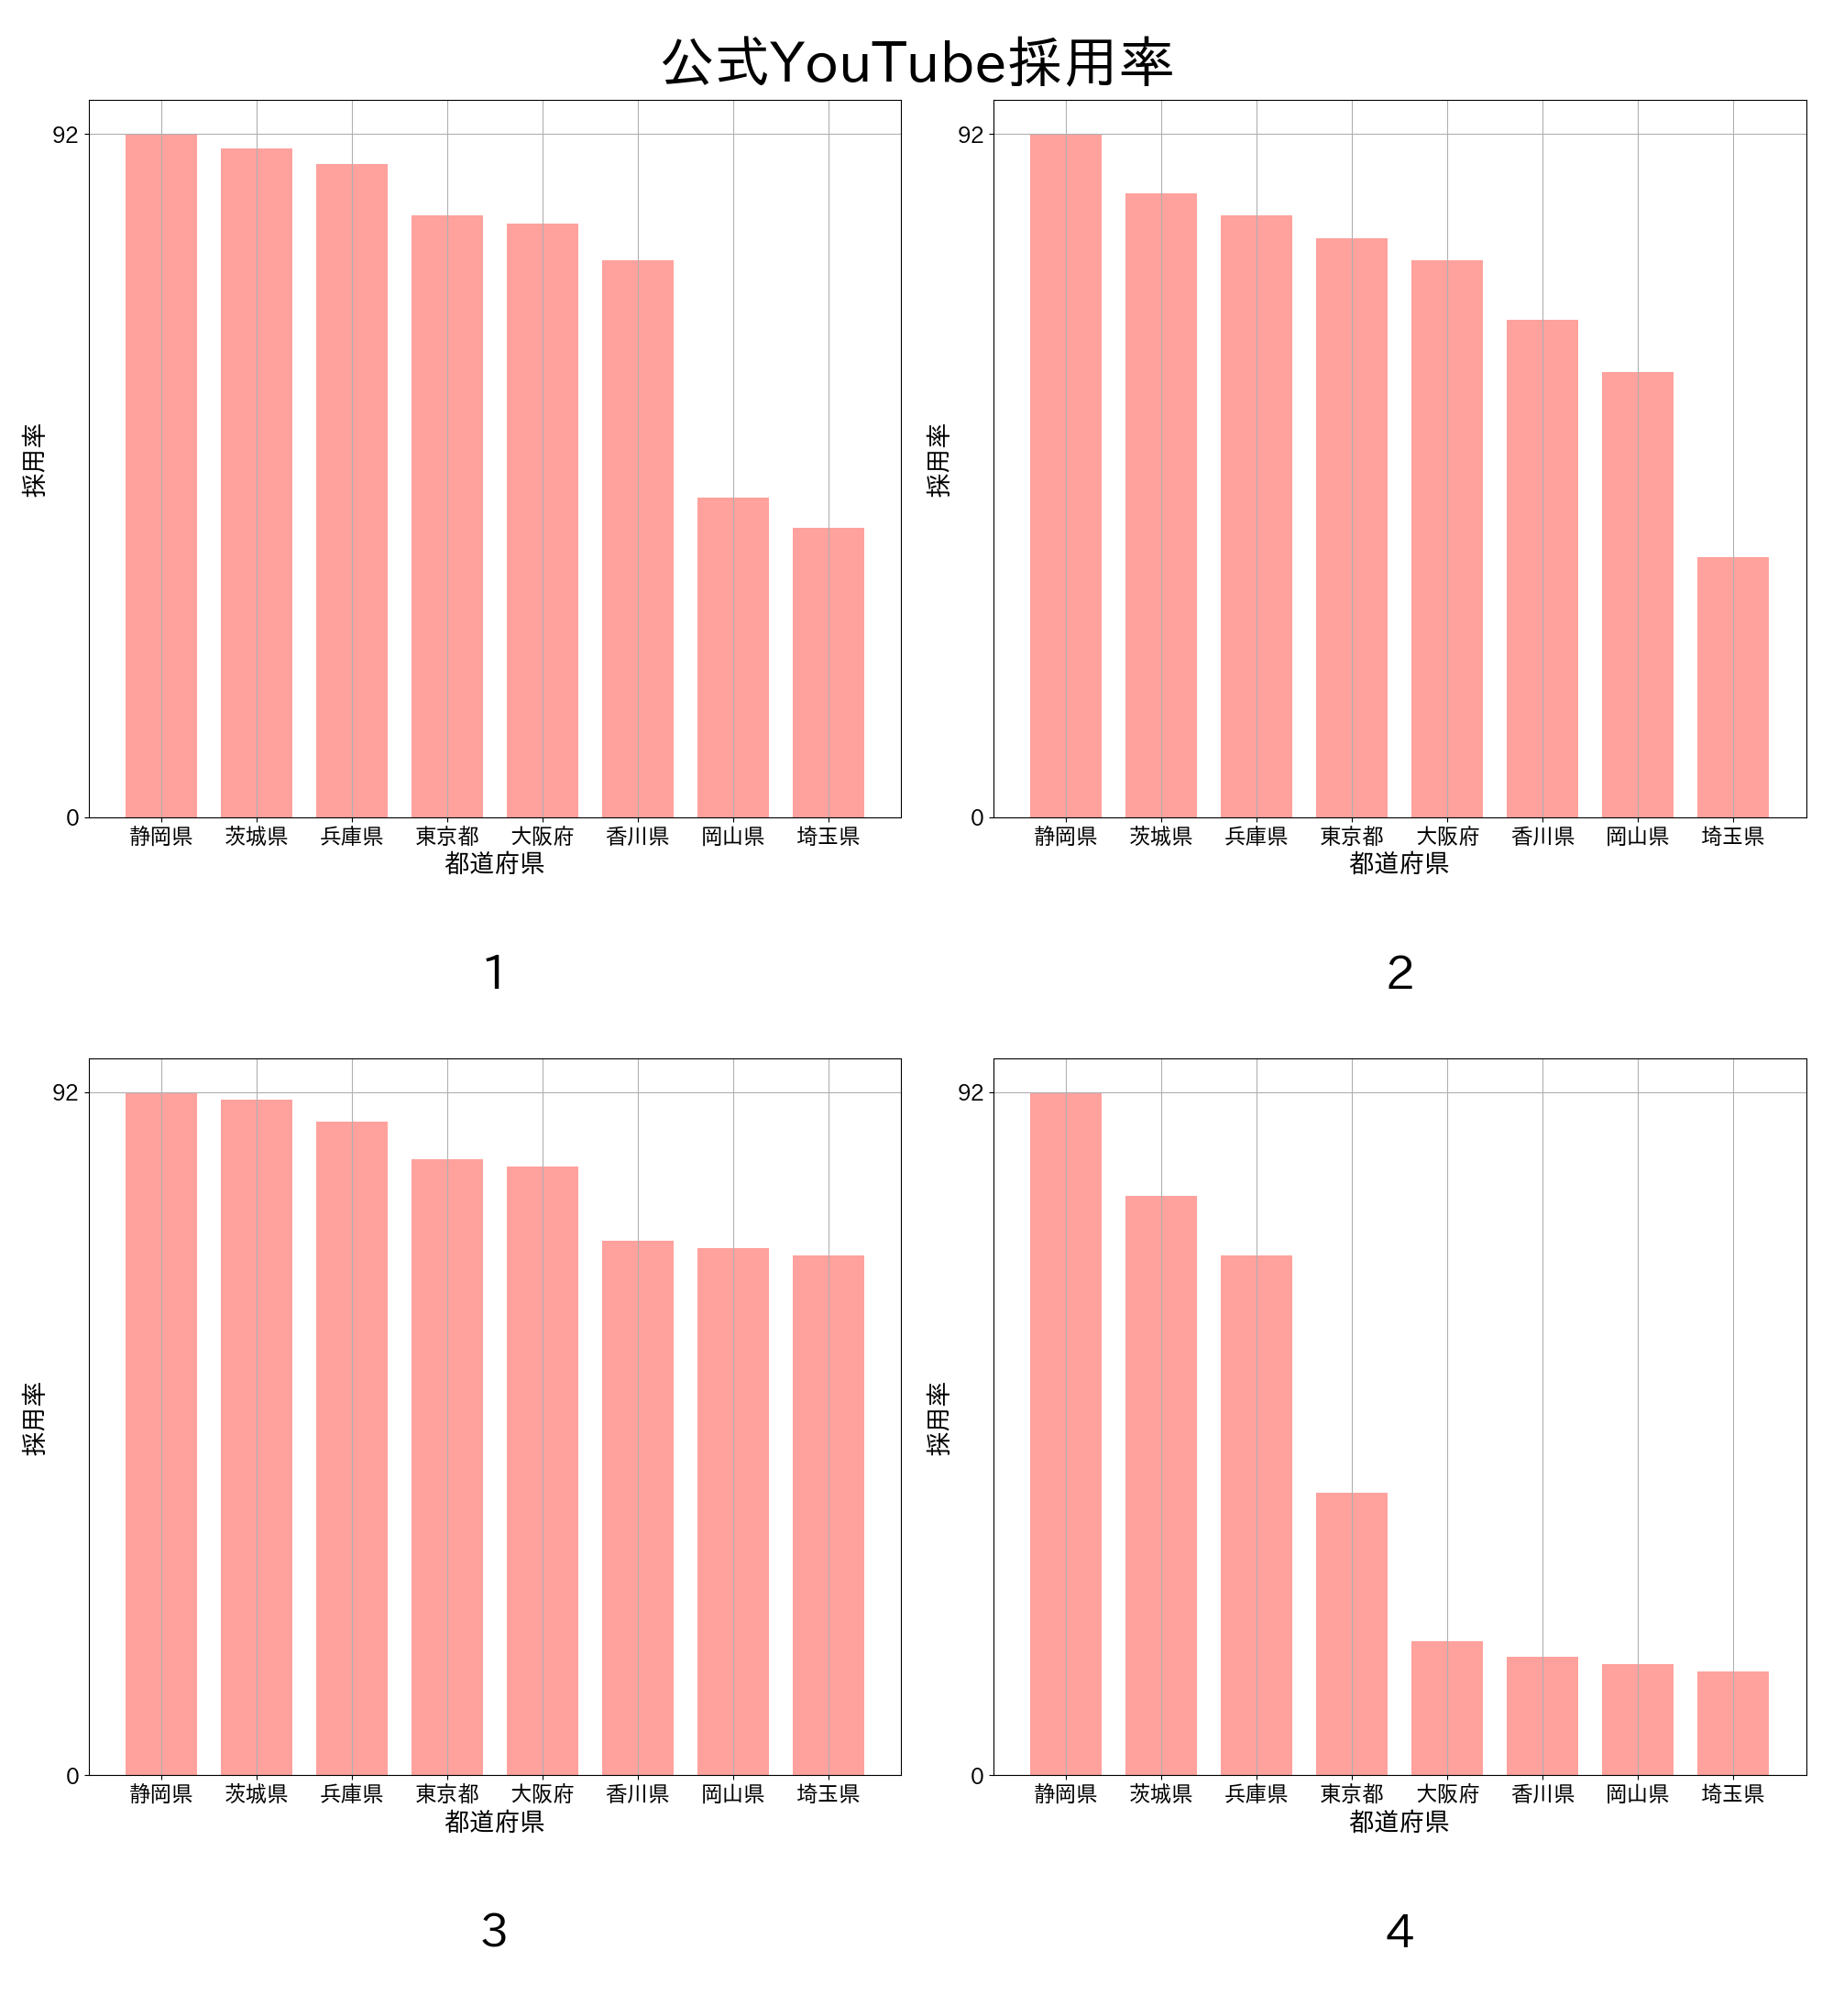 公式YouTube採用率
92
0
採用率
静岡県 茨城県 兵庫県 東京都 大阪府 香川県 岡山県 埼玉県
都道府県
1
92
0
採用率
静岡県 茨城県 兵庫県 東京都 大阪府 香川県 岡山県 埼玉県
都道府県
2
92
0
採用率
静岡県 茨城県 兵庫県 東京都 大阪府 香川県 岡山県 埼玉県
都道府県
3
92
0
採用率
静岡県 茨城県 兵庫県 東京都 大阪府 香川県 岡山県 埼玉県
都道府県
4